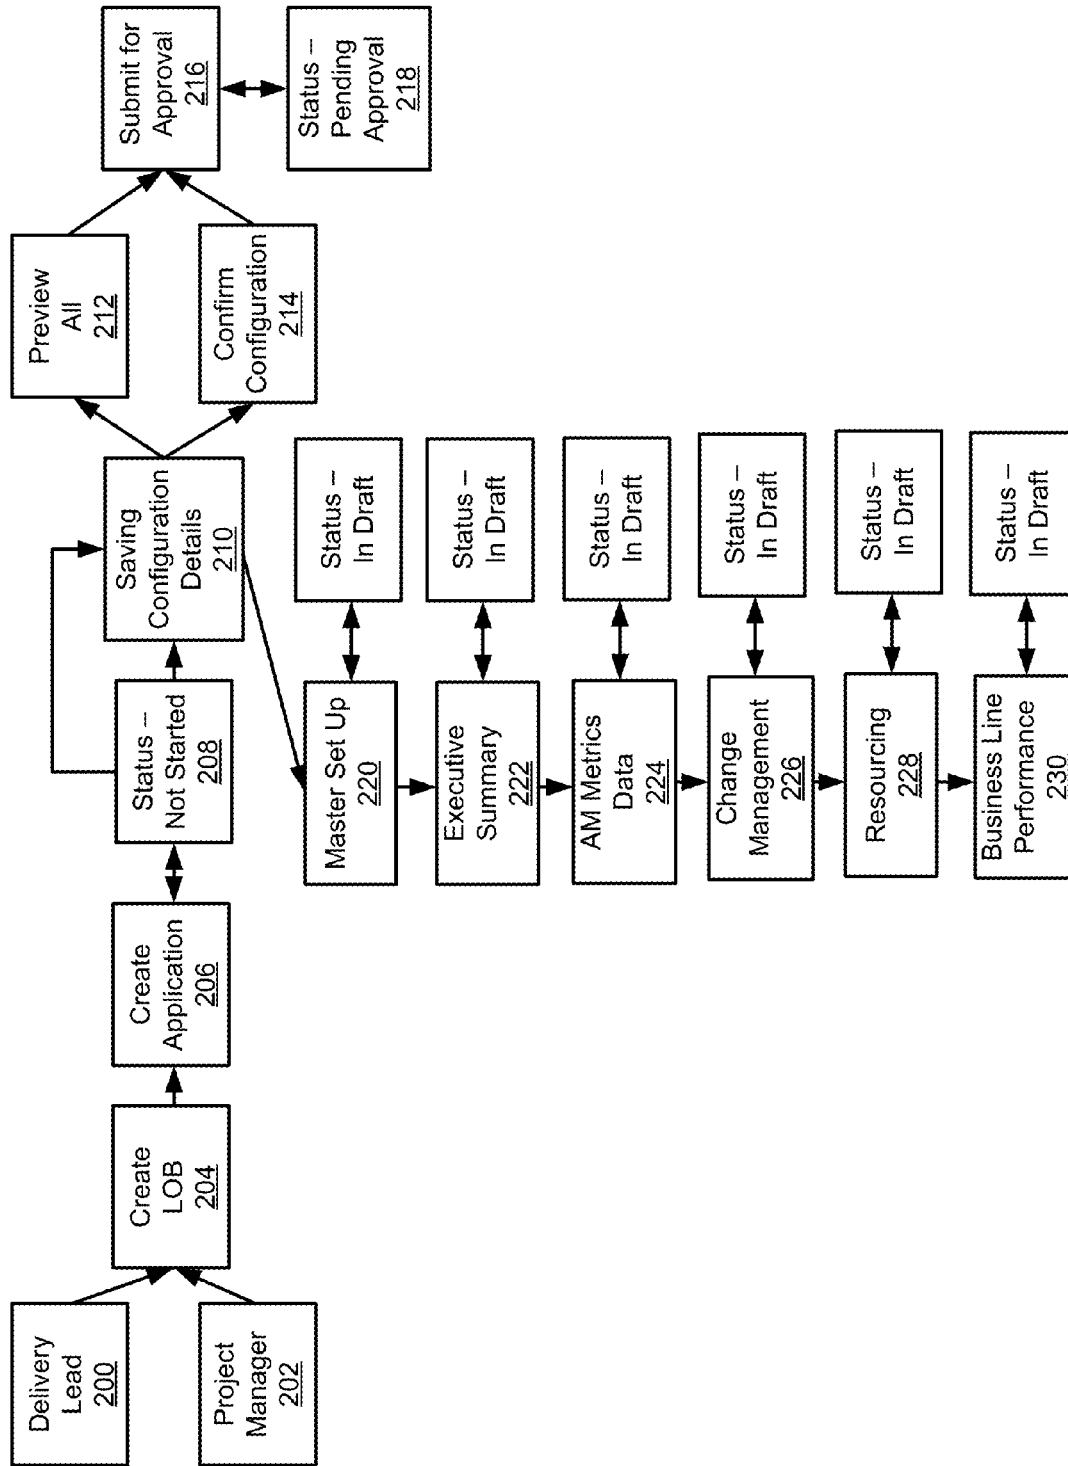 Delivery
Lead
200
Project
Manager
202
Create
LOB
204
Create
Application
206
Status –
Not Started
208
Saving
Configuration
Details
210
Preview
All
212
Confirm
Configuration
214
Submit for
Approval
216
Status –
Pending
Approval
218
Master Set Up
220
Status –
In Draft
Executive
Summary
222
Status –
In Draft
AM Metrics
Data
224
Status –
In Draft
Change
Management
226
Status –
In Draft
Resourcing
228
Status –
In Draft
Business Line
Performance
230
Status –
In Draft